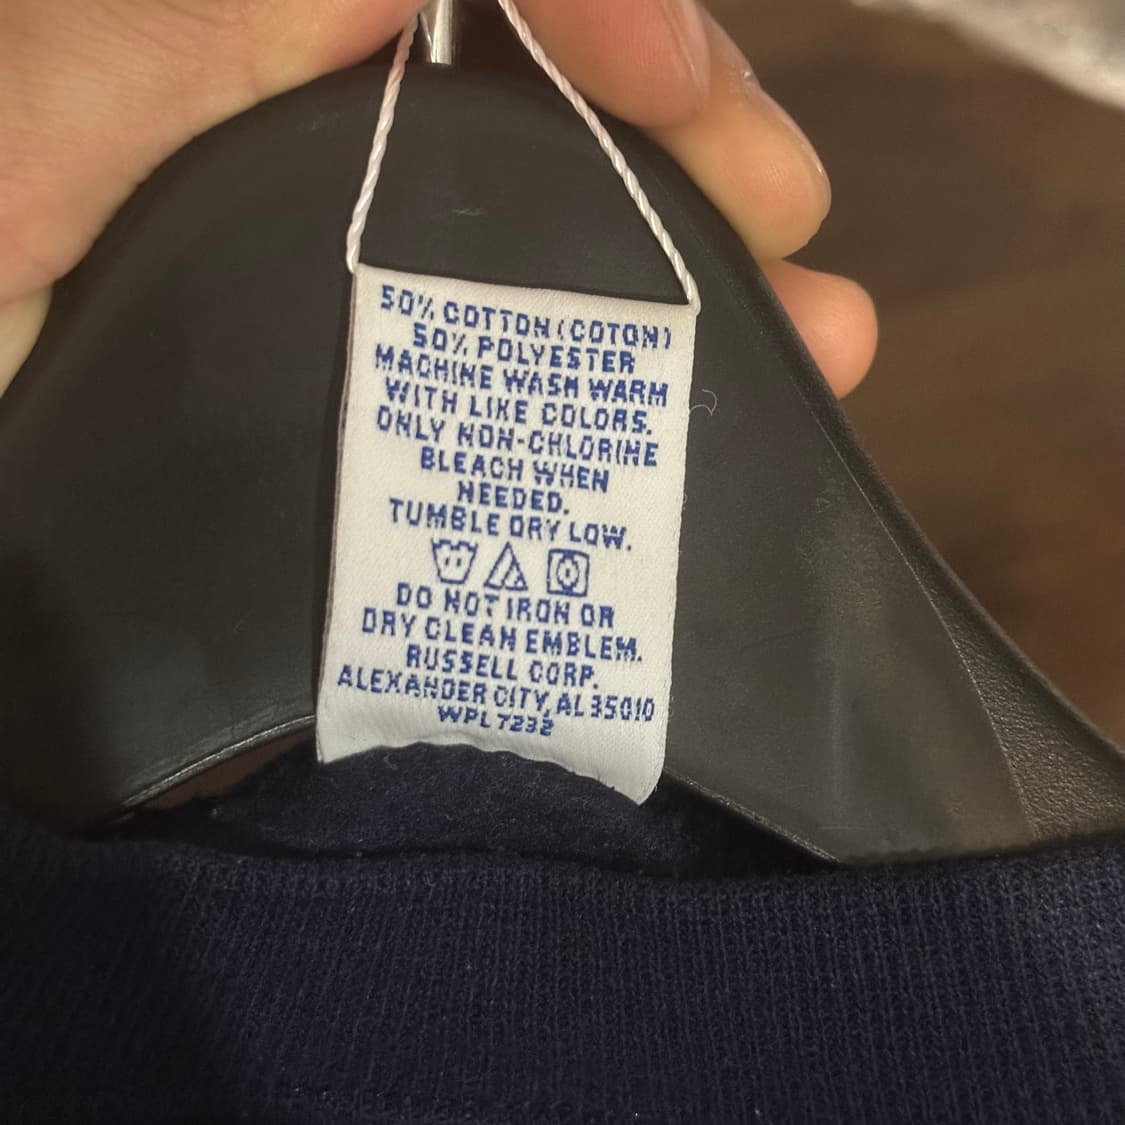 50% COTTON (COTON)
50% POLYESTER
MACHINE WASH WARM
WITH LIKE COLORS.
ONLY NON-CHLORINE
BLEACH WHEN
NEEDED.
TUMBLE DRY LOW.
DO NOT IRON OR
DRY CLEAN EMBLEM.
RUSSELL CORP.
ALEXANDER CITY, AL 35010
WPL 7232